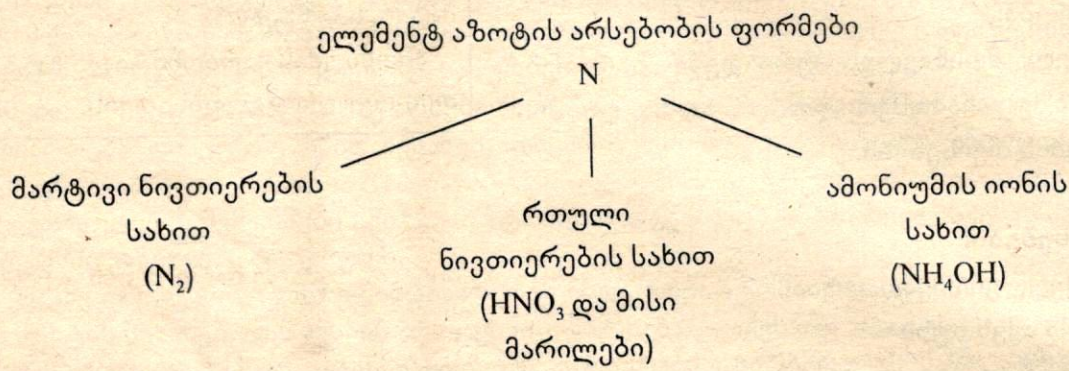 ელემენტ აზოტის არსებობის ფორმები
N
მარტივი ნივთიერების
სახით
(N₂)
რთული
ნივთიერების სახით
(HNO₃ და მისი
მარილები)
ამონიუმის იონის
სახით
(NH₄OH)